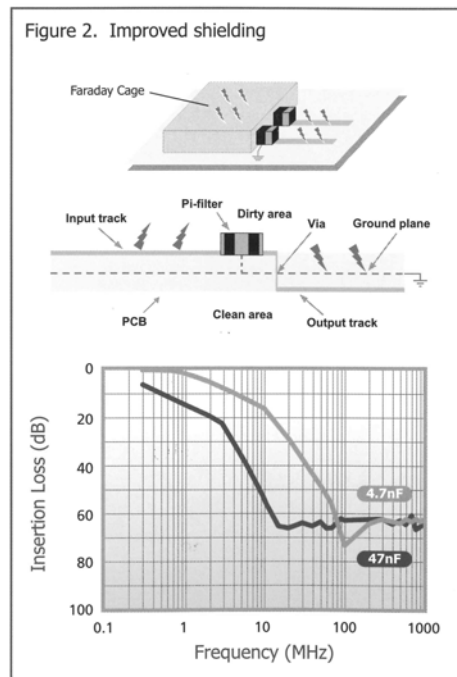 Figure 2. Improved shielding
Faraday Cage
Pi-filter
Input track
Dirty area
Via
Ground plane
PCB
Clean area
Output track
0
20
40
60
80
100
Insertion Loss (dB)
4.7nF
47nF
0.1
1
10
100
1000
Frequency (MHz)